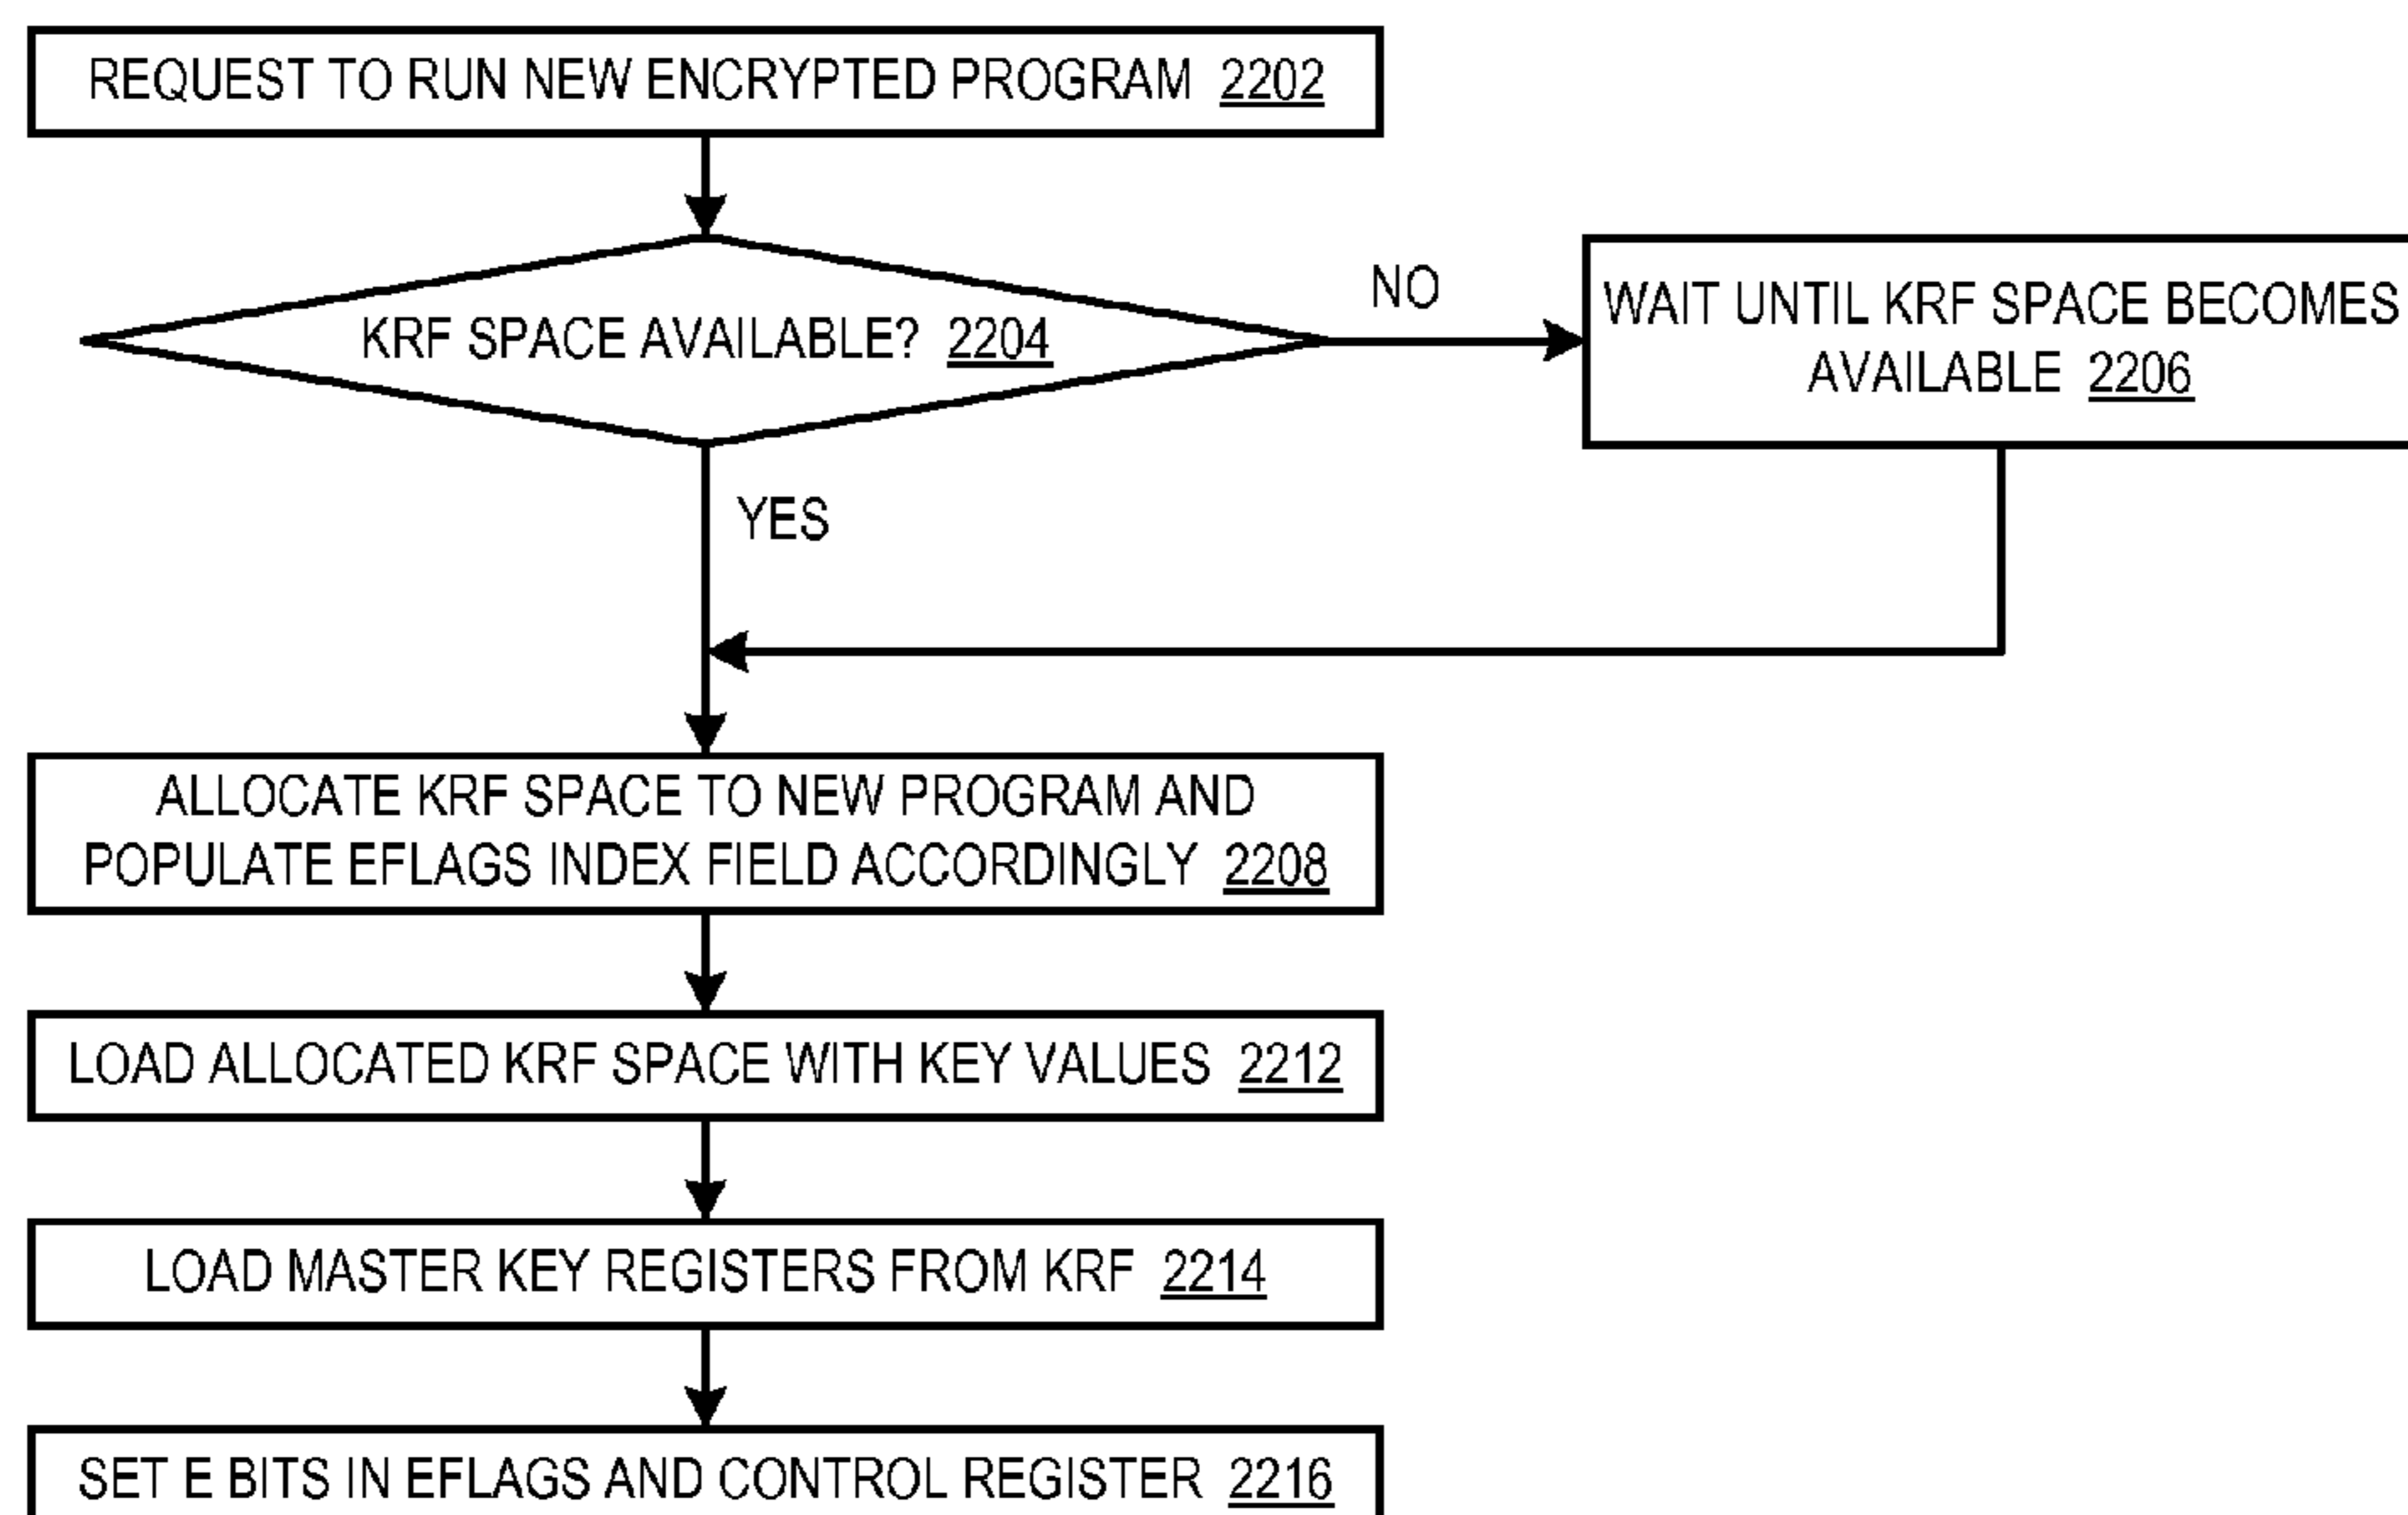 REQUEST TO RUN NEW ENCRYPTED PROGRAM 2202
KRF SPACE AVAILABLE? 2204
NO
WAIT UNTIL KRF SPACE BECOMES
AVAILABLE 2206
YES
ALLOCATE KRF SPACE TO NEW PROGRAM AND
POPULATE EFLAGS INDEX FIELD ACCORDINGLY 2208
LOAD ALLOCATED KRF SPACE WITH KEY VALUES 2212
LOAD MASTER KEY REGISTERS FROM KRF 2214
SET E BITS IN EFLAGS AND CONTROL REGISTER 2216